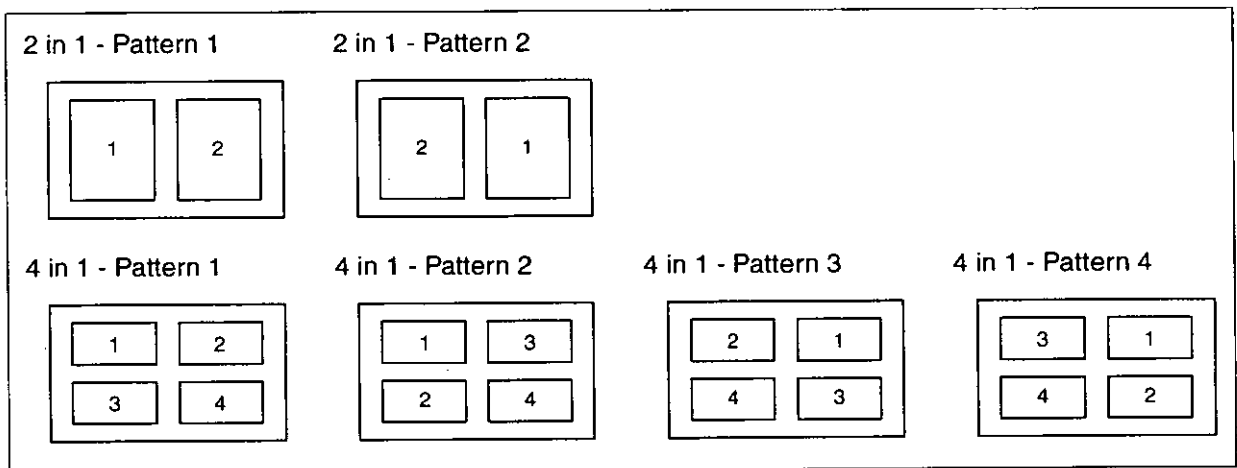 2 in 1 - Pattern 1 2 in 1 - Pattern 2
1 2 2 1
4 in 1 - Pattern 1 4 in 1 - Pattern 2 4 in 1 - Pattern 3 4 in 1 - Pattern 4
1 2 1 3 2 1 3 1
3 4 2 4 4 3 4 2